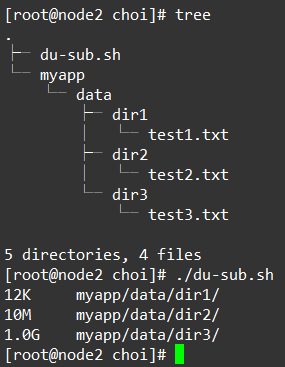 [root@node2 choi]# tree
.
├─ du-sub.sh
└─ myapp
    └─ data
        ├─ dir1
        │   └─ test1.txt
        ├─ dir2
        │   └─ test2.txt
        └─ dir3
            └─ test3.txt

5 directories, 4 files
[root@node2 choi]# ./du-sub.sh
12K     myapp/data/dir1/
10M     myapp/data/dir2/
1.0G    myapp/data/dir3/
[root@node2 choi]#